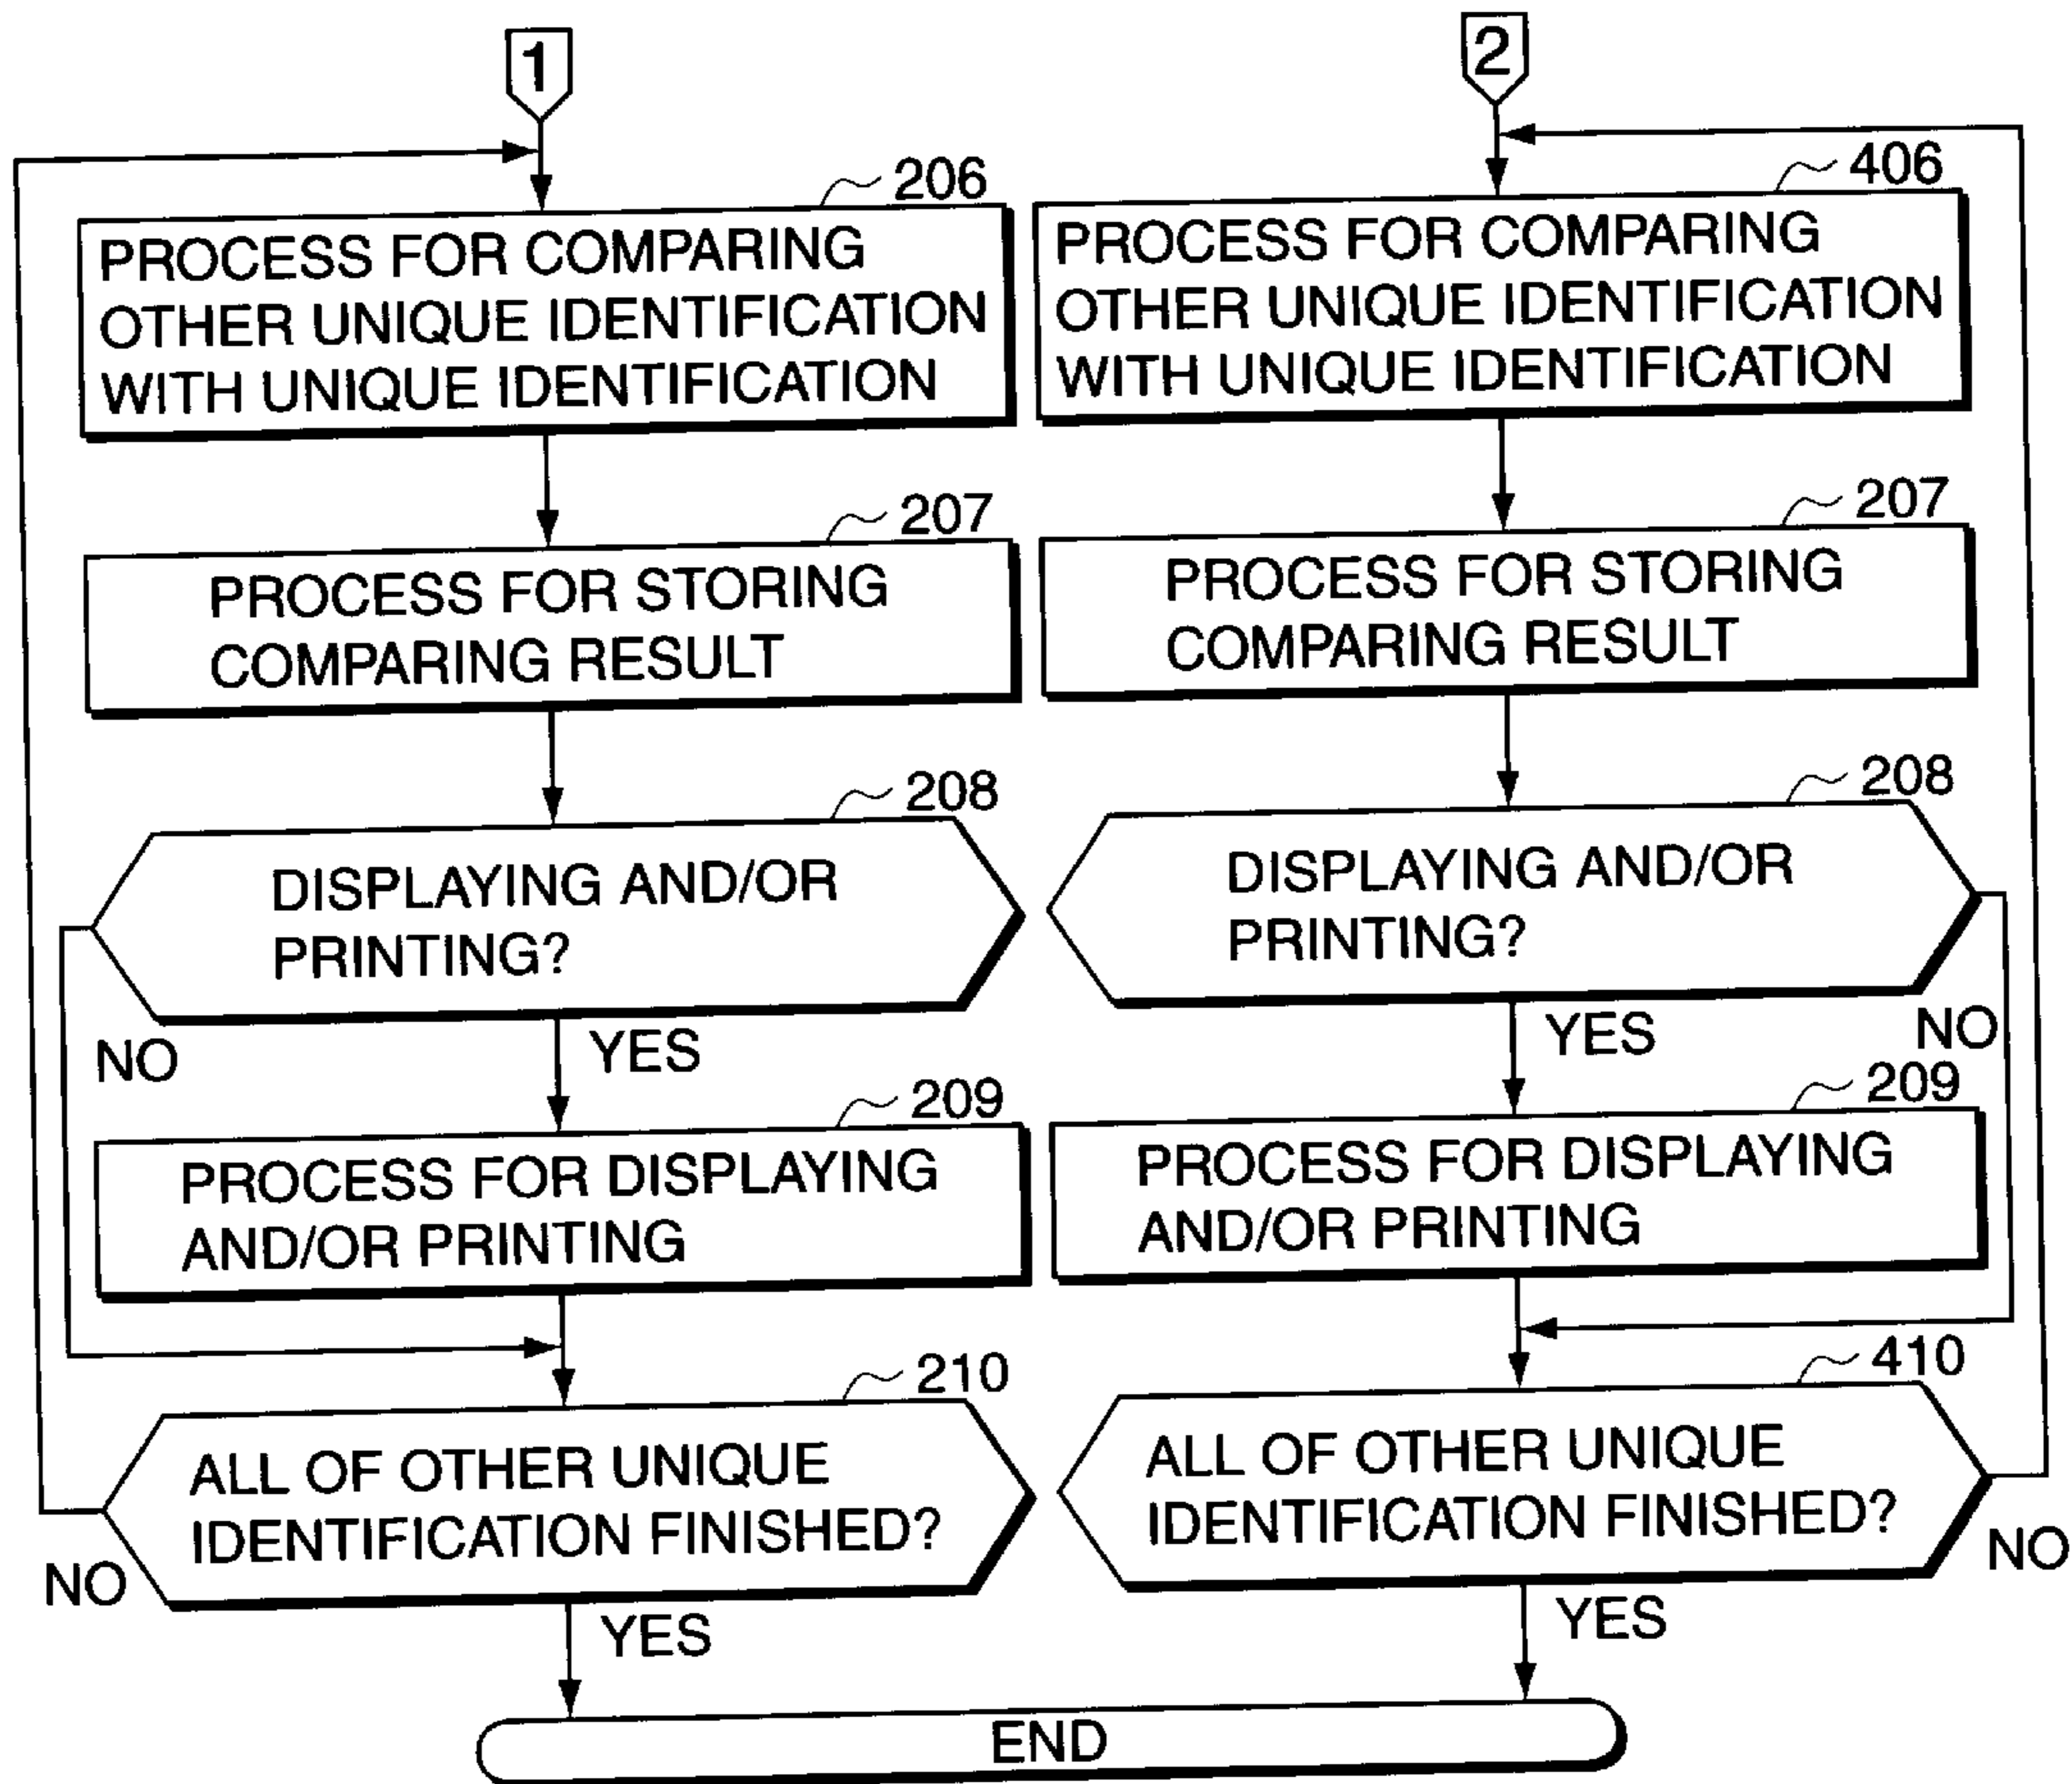 1
206
PROCESS FOR COMPARING
OTHER UNIQUE IDENTIFICATION
WITH UNIQUE IDENTIFICATION
207
PROCESS FOR STORING
COMPARING RESULT
208
DISPLAYING AND/OR
PRINTING?
NO
YES
209
PROCESS FOR DISPLAYING
AND/OR PRINTING
210
ALL OF OTHER UNIQUE
IDENTIFICATION FINISHED?
NO
YES
2
406
PROCESS FOR COMPARING
OTHER UNIQUE IDENTIFICATION
WITH UNIQUE IDENTIFICATION
207
PROCESS FOR STORING
COMPARING RESULT
208
DISPLAYING AND/OR
PRINTING?
YES
NO
209
PROCESS FOR DISPLAYING
AND/OR PRINTING
410
ALL OF OTHER UNIQUE
IDENTIFICATION FINISHED?
NO
YES
END